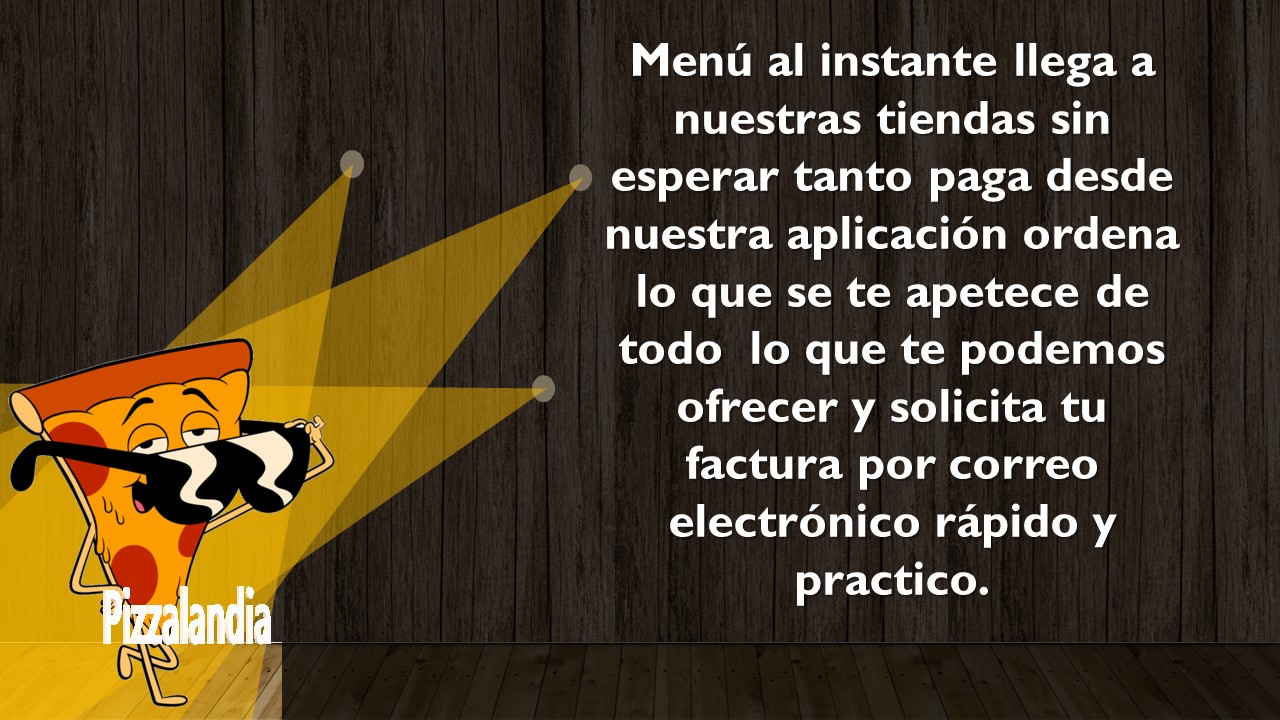 Menú al instante llega a
nuestras tiendas sin
esperar tanto paga desde
nuestra aplicación ordena
lo que se te apetece de
todo  lo que te podemos
ofrecer y solicita tu
factura por correo
electrónico rápido y
practico.
Pizzalandia